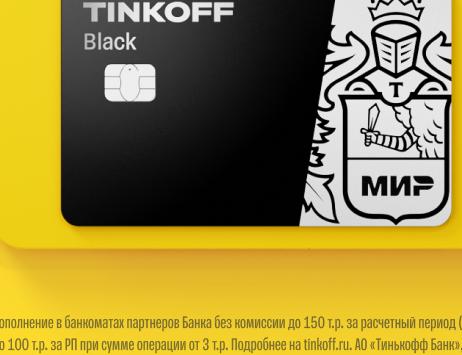 TINKOFF
Black
T
МИР
ополнение в банкоматах партнеров Банка без комиссии до 150 т.р. за расчетный период (
о 100 т.р. за РП при сумме операции от 3 т.р. Подробнее на tinkoff.ru. АО «Тинькофф Банк».